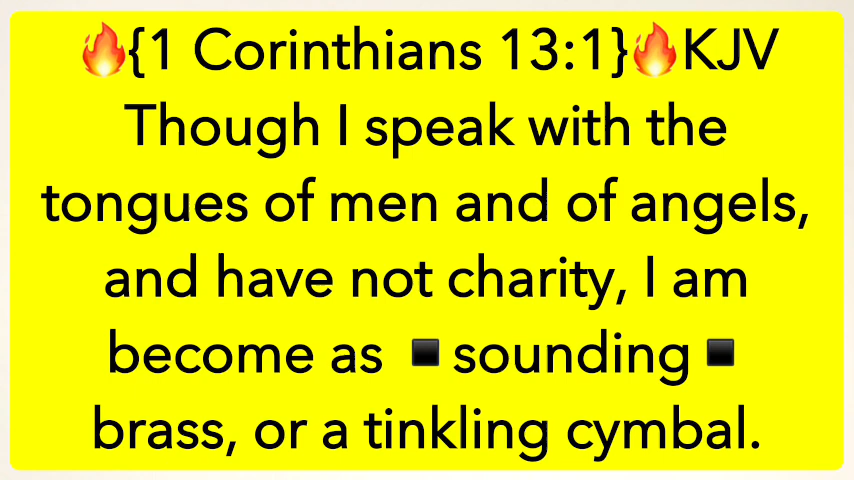 🔥{1 Corinthians 13:1}🔥KJV
Though I speak with the
tongues of men and of angels,
and have not charity, I am
become as ▪️sounding▪️
brass, or a tinkling cymbal.